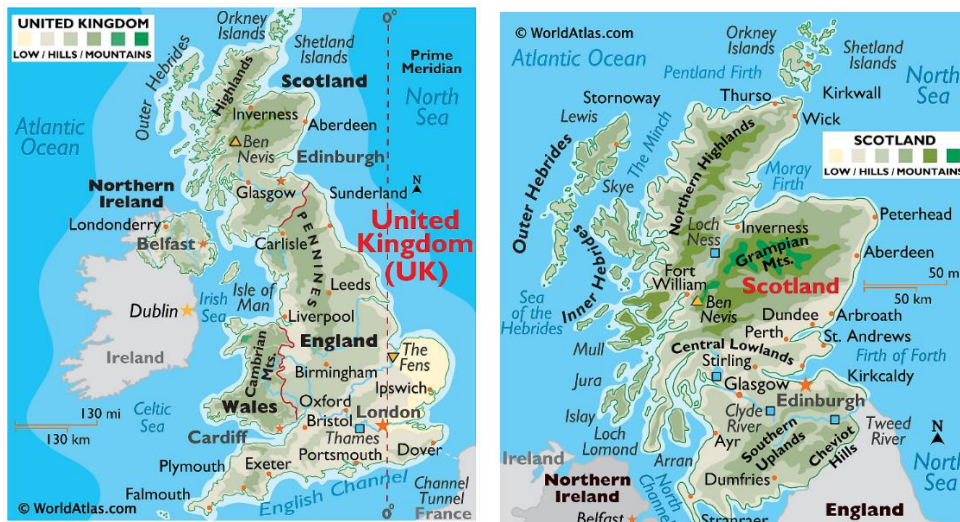 UNITED KINGDOM
LOW / HILLS / MOUNTAINS
Orkney
Islands
Shetland
Islands
0°
Prime
Meridian
Outer Hebrides
Highlands
Scotland
North
Sea
Atlantic
Ocean
Inverness
Aberdeen
Ben
Nevis
Edinburgh
N
Northern
Ireland
Glasgow
Sunderland
Londonderry
Belfast
Carlisle
PENNINES
United
Kingdom
(UK)
Isle of
Man
Irish
Sea
Leeds
Dublin
Liverpool
England
Ireland
Cambrian
Mts.
The
Fens
Birmingham
Ipswich
130 mi
130 km
Celtic
Sea
Wales
Oxford
London
Cardiff
Bristol
Thames
Portsmouth
Dover
Plymouth
Exeter
Falmouth
English Channel
Channel
Tunnel
France
© WorldAtlas.com
0°
© WorldAtlas.com
Atlantic Ocean
Orkney
Islands
Shetland
Islands
North
Sea
Pentland Firth
Thurso
Kirkwall
Stornoway
Lewis
Wick
SCOTLAND
LOW / HILLS / MOUNTAINS
The Minch
Outer Hebrides
Skye
Northern Highlands
Moray
Firth
Loch
Ness
Inverness
Peterhead
Grampian
Mts.
Aberdeen
Inner Hebrides
Fort
William
Scotland
50 m
50 km
Sea
of the
Hebrides
Ben
Nevis
Dundee
Arbroath
Perth
Mull
Central Lowlands
St. Andrews
Stirling
Firth of Forth
Jura
Glasgow
Kirkcaldy
Edinburgh
Islay
Clyde
River
Tweed
River
Loch
Lomond
Ayr
Southern
Uplands
Cheviot
Hills
N
Arran
Ireland
North
Channel
Dumfries
North
Sea
Northern
Ireland
Belfast
Stranraer
England